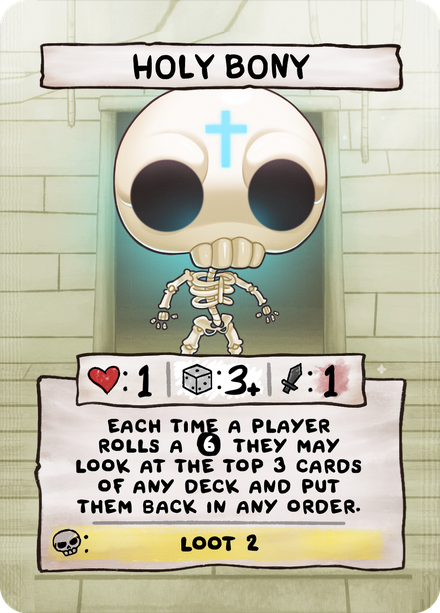 HOLY BONY
: 1 : 3+ : 1
EACH TIME A PLAYER
ROLLS A 6 THEY MAY
LOOK AT THE TOP 3 CARDS
OF ANY DECK AND PUT
THEM BACK IN ANY ORDER.
: LOOT 2